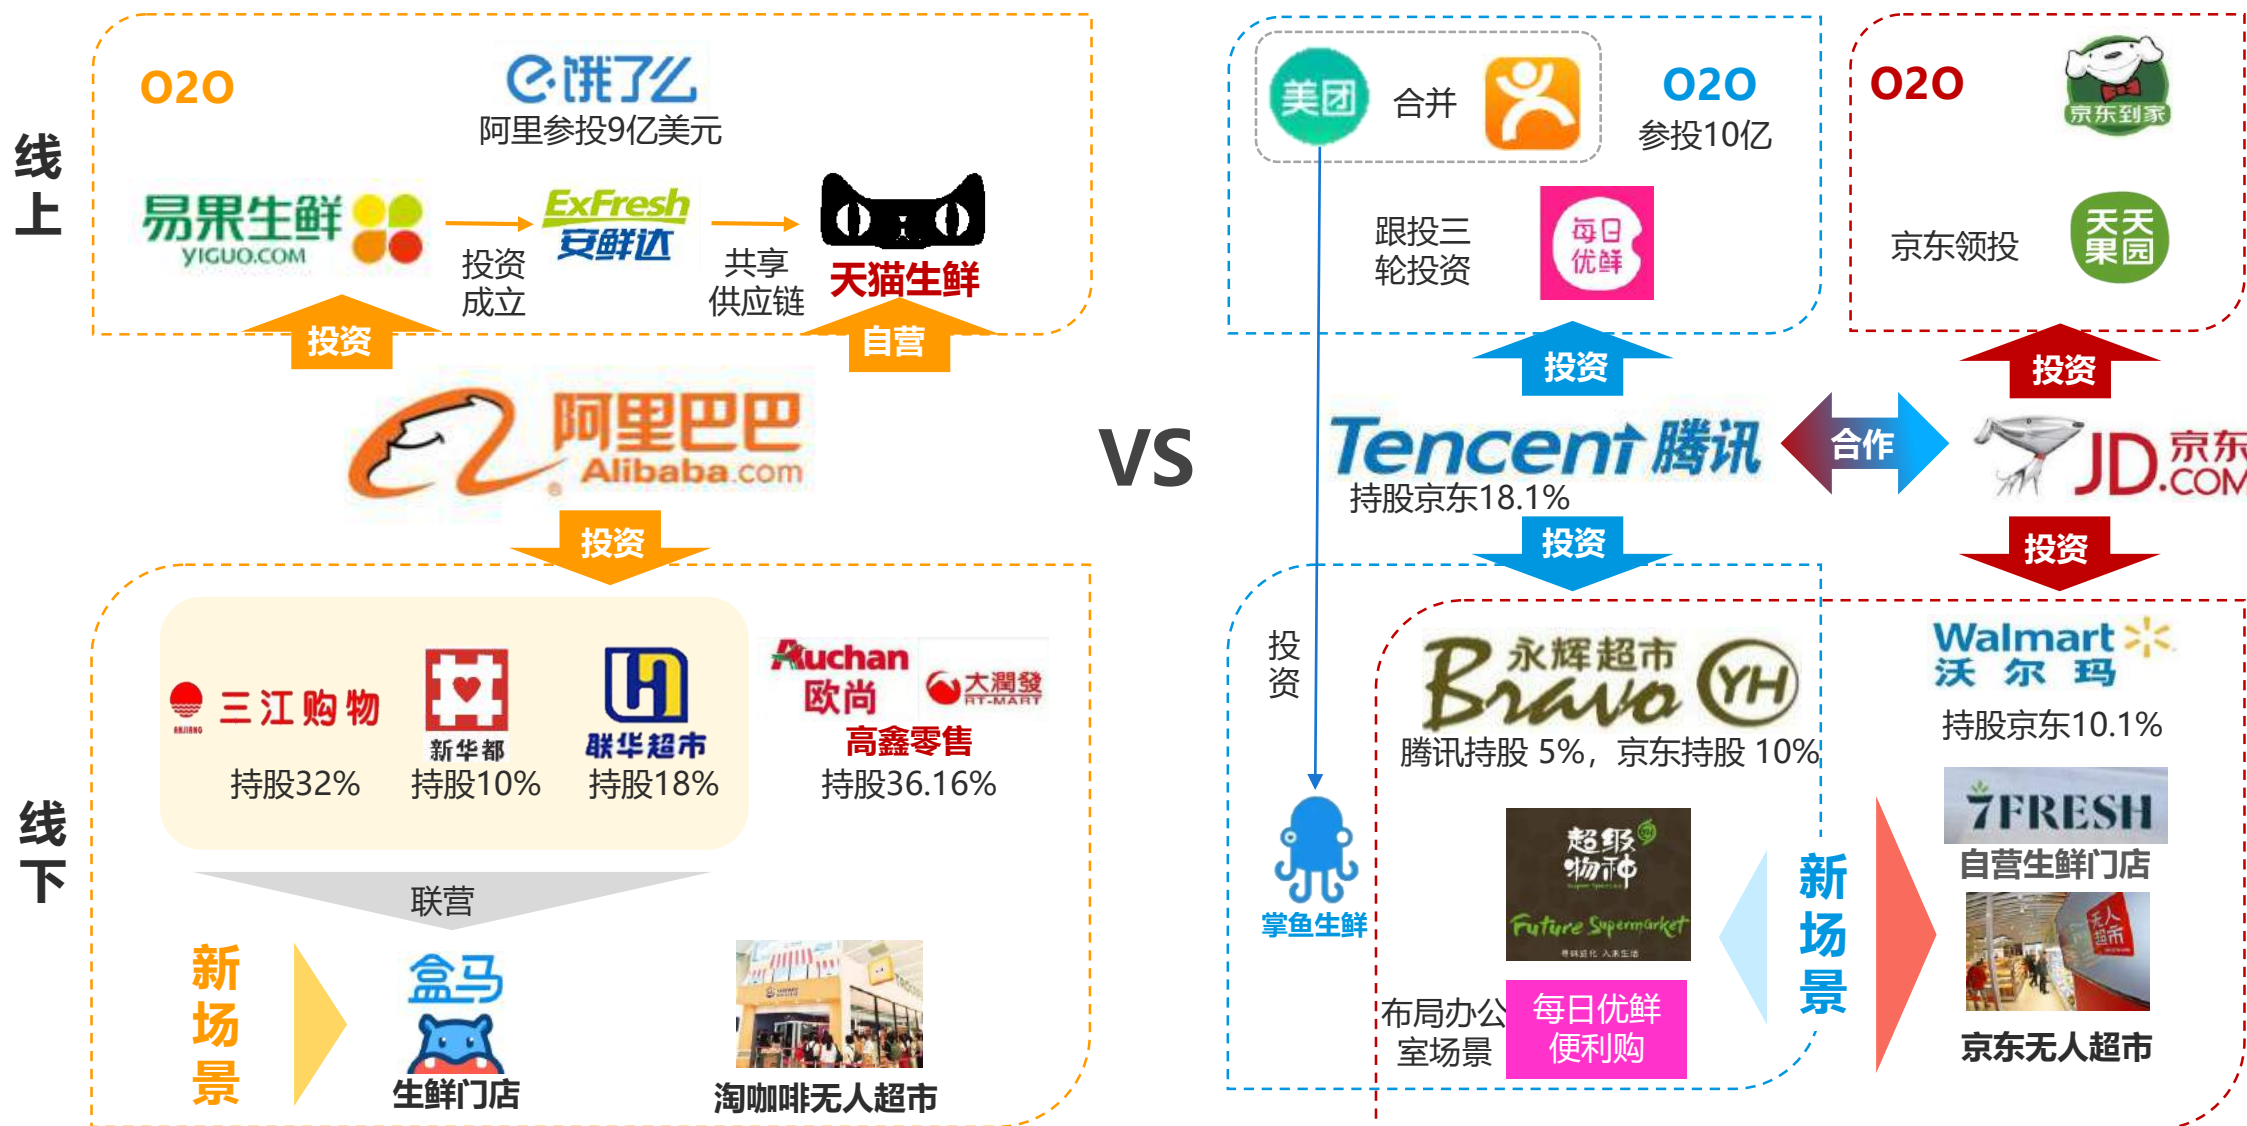 线上
O2O
饿了么
阿里参投9亿美元
易果生鲜
YIGUO.COM
投资
成立
ExFresh
安鲜达
共享
供应链
天猫生鲜
投资
自营
阿里巴巴
Alibaba.com
投资
线下
三江购物
持股32%
新华都
持股10%
联华超市
持股18%
Auchan
欧尚
大潤發
RT-MART
高鑫零售
持股36.16%
联营
新场景
盒马
生鲜门店
淘咖啡无人超市
VS
美团
合并
O2O
参投10亿
跟投三
轮投资
每日
优鲜
投资
Tencent 腾讯
持股京东18.1%
合作
投资
O2O
京东到家
京东领投
天天
果园
投资
JD.COM
京东
投资
投资
掌鱼生鲜
永辉超市
Bravo
YH
腾讯持股 5%，京东持股 10%
Walmart
沃尔玛
持股京东10.1%
超级
物种
Future Supermarket
布局办公
室场景
每日优鲜
便利购
新场景
7FRESH
自营生鲜门店
无人
超市
京东无人超市